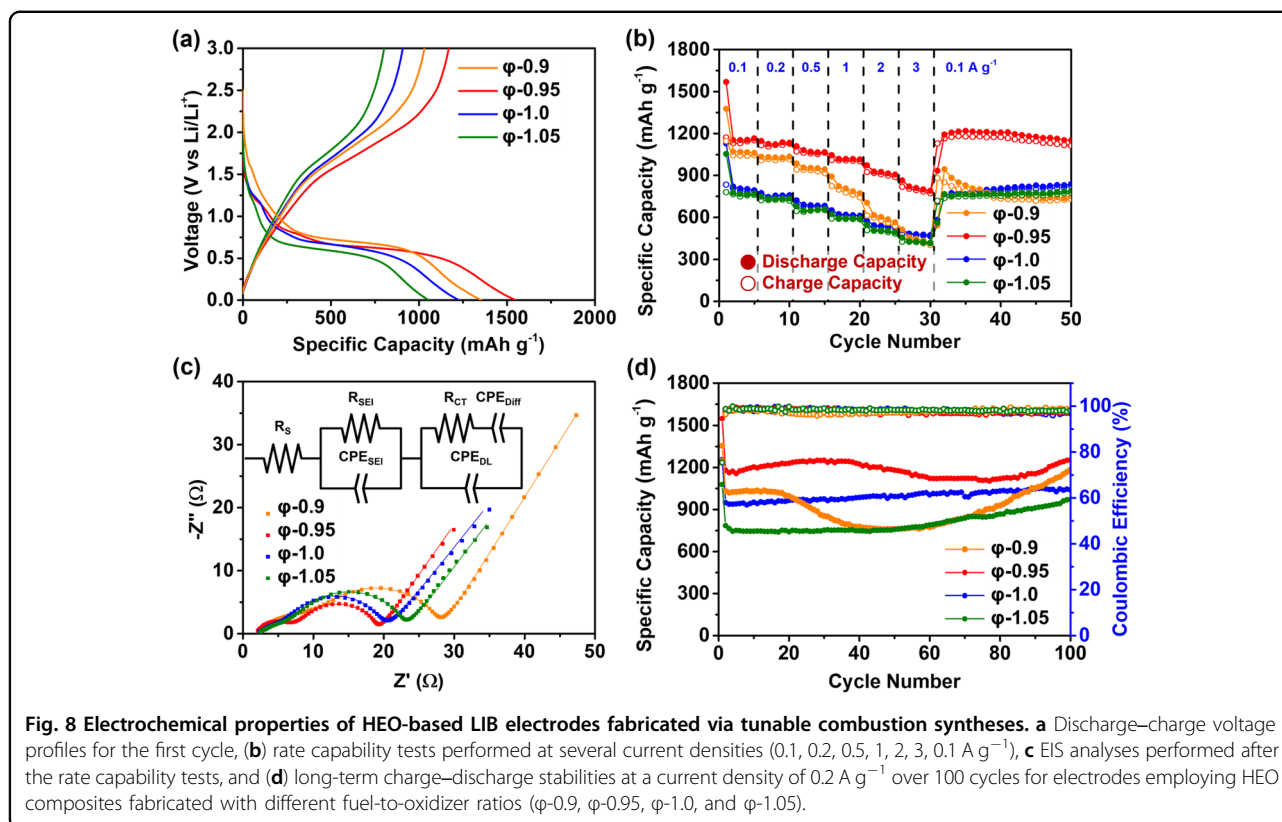 (a)
3.0
2.5
2.0
1.5
1.0
0.5
0.0
Voltage (V vs Li/Li⁺)
φ-0.9
φ-0.95
φ-1.0
φ-1.05
0 500 1000 1500 2000
Specific Capacity (mAh g⁻¹)
(b)
1800
1500
1200
900
600
300
0
Specific Capacity (mAh g⁻¹)
0.1 0.2 0.5 1 2 3 0.1 A g⁻¹
φ-0.9
φ-0.95
φ-1.0
φ-1.05
Discharge Capacity
Charge Capacity
0 10 20 30 40 50
Cycle Number
(c)
40
30
20
10
0
-Z'' (Ω)
R_S
R_SEI
CPE_SEI
R_CT CPE_Diff
CPE_DL
φ-0.9
φ-0.95
φ-1.0
φ-1.05
0 10 20 30 40 50
Z' (Ω)
(d)
1800
1500
1200
900
600
300
0
Specific Capacity (mAh g⁻¹)
φ-0.9
φ-0.95
φ-1.0
φ-1.05
100
80
60
40
20
0
Coulombic Efficiency (%)
0 20 40 60 80 100
Cycle Number
Fig. 8 Electrochemical properties of HEO-based LIB electrodes fabricated via tunable combustion syntheses. a Discharge–charge voltage
profiles for the first cycle, (b) rate capability tests performed at several current densities (0.1, 0.2, 0.5, 1, 2, 3, 0.1 A g⁻¹), c EIS analyses performed after
the rate capability tests, and (d) long-term charge–discharge stabilities at a current density of 0.2 A g⁻¹ over 100 cycles for electrodes employing HEO
composites fabricated with different fuel-to-oxidizer ratios (φ-0.9, φ-0.95, φ-1.0, and φ-1.05).